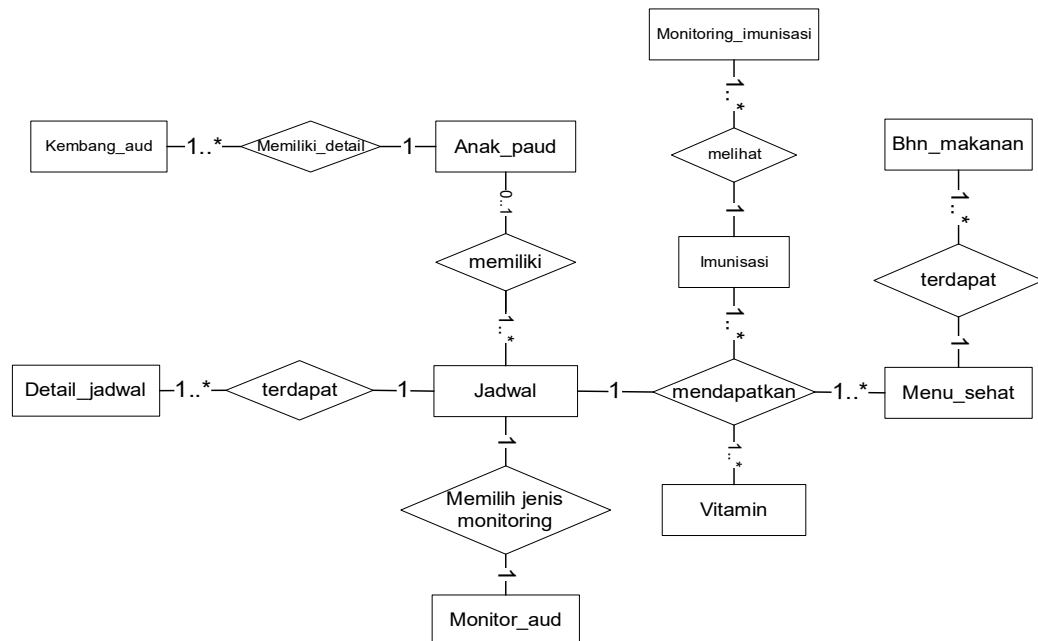 Monitoring_imunisasi
1..*
Kembang_aud
1..*
Memiliki_detail
1
Anak_paud
melihat
Bhn_makanan
0..1
1
1..*
memiliki
Imunisasi
terdapat
1..*
1..*
1
Detail_jadwal
1..*
terdapat
1
Jadwal
1
mendapatkan
1..*
Menu_sehat
1
1..*
Memilih jenis
monitoring
Vitamin
1
Monitor_aud